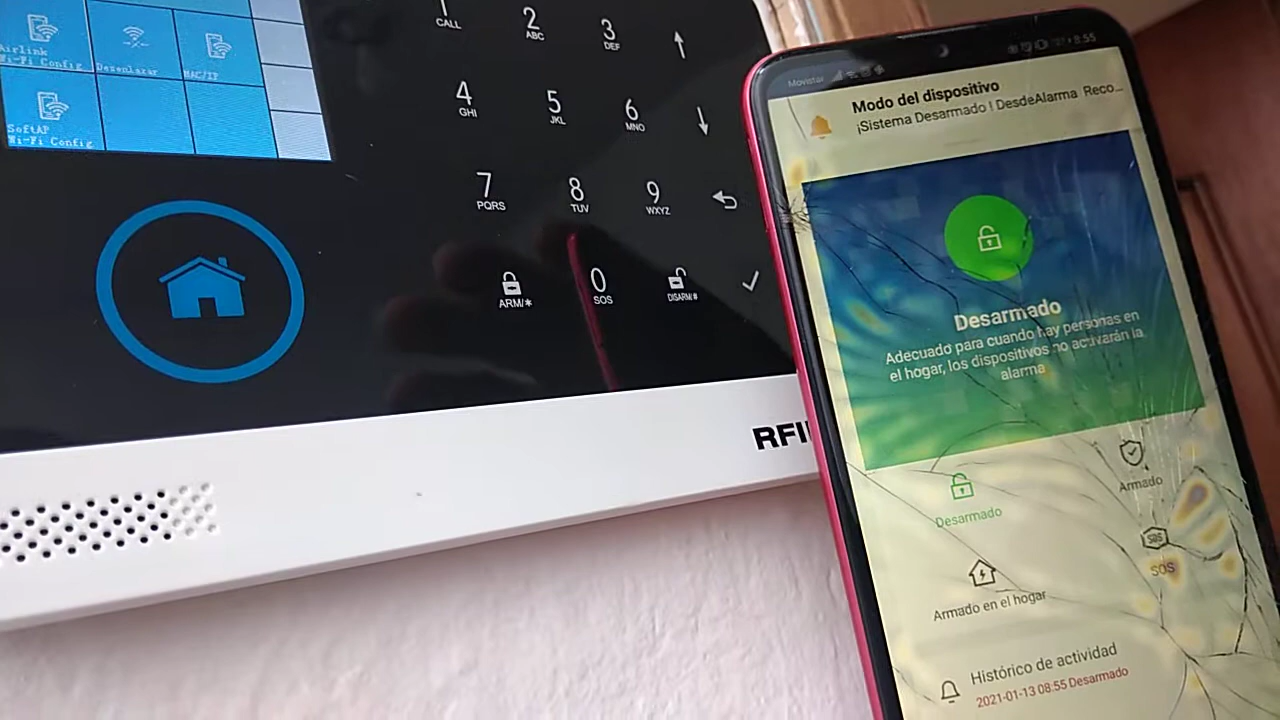 Airlink
Wi-Fi Config
Desenlazar
MAC/IP
SoftAP
Wi-Fi Config
1
CALL
2
ABC
3
DEF
4
GHI
5
JKL
6
MNO
7
PQRS
8
TUV
9
WXYZ
ARM/*
0
SOS
DISARM/#
Movistar
8:55
Modo del dispositivo
¡Sistema Desarmado ! DesdeAlarma Reco...
Desarmado
Adecuado para cuando hay personas en
el hogar, los dispositivos no activarán la
alarma
Desarmado
Armado
Armado en el hogar
SOS
SOS
Histórico de actividad
2021-01-13 08:55 Desarmado